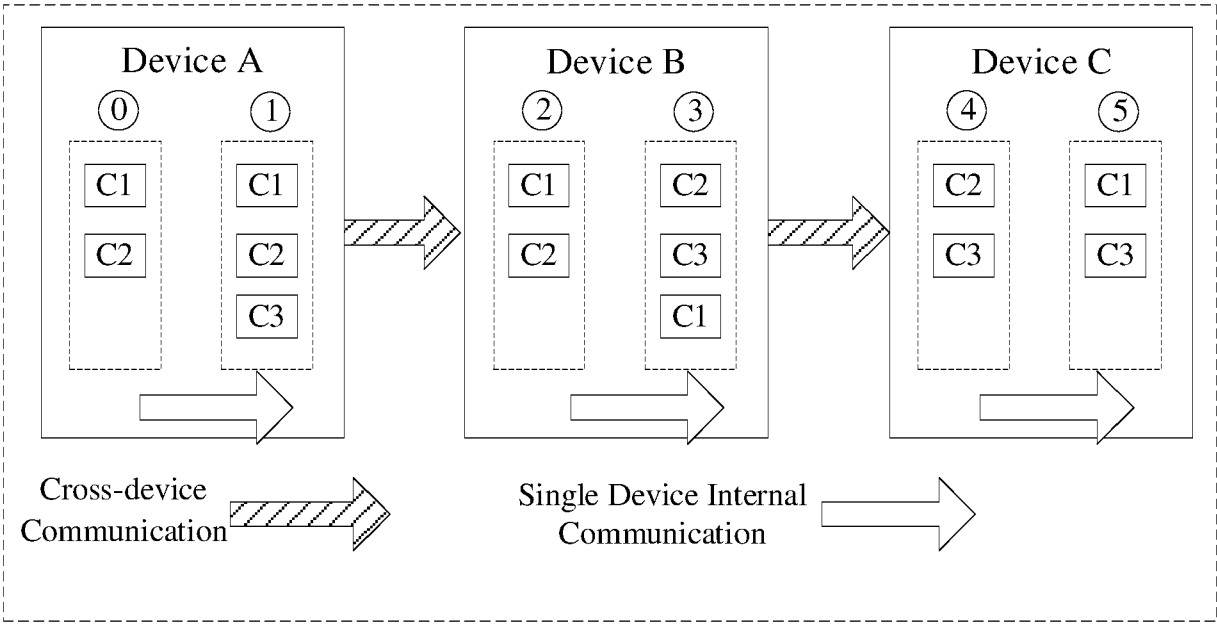 Device A
Device B
Device C
0
1
2
3
4
5
C1
C1
C1
C2
C2
C1
C2
C2
C2
C3
C3
C3
C3
C1
Cross-device
Communication
Single Device Internal
Communication